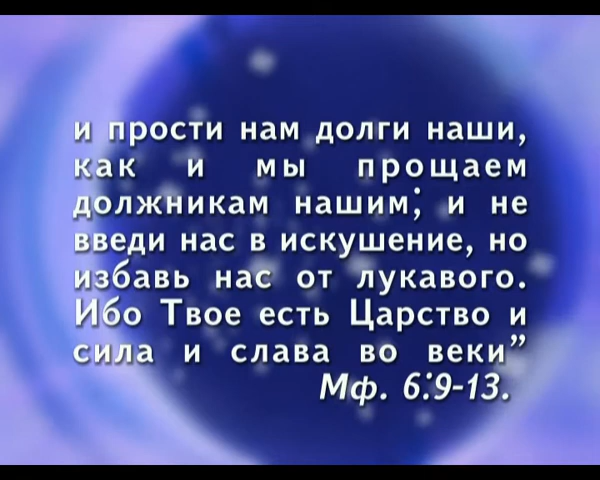 и прости нам долги наши,
как и мы прощаем
должникам нашим; и не
введи нас в искушение, но
избавь нас от лукавого.
Ибо Твое есть Царство и
сила и слава во веки”
Мф. 6:9-13.